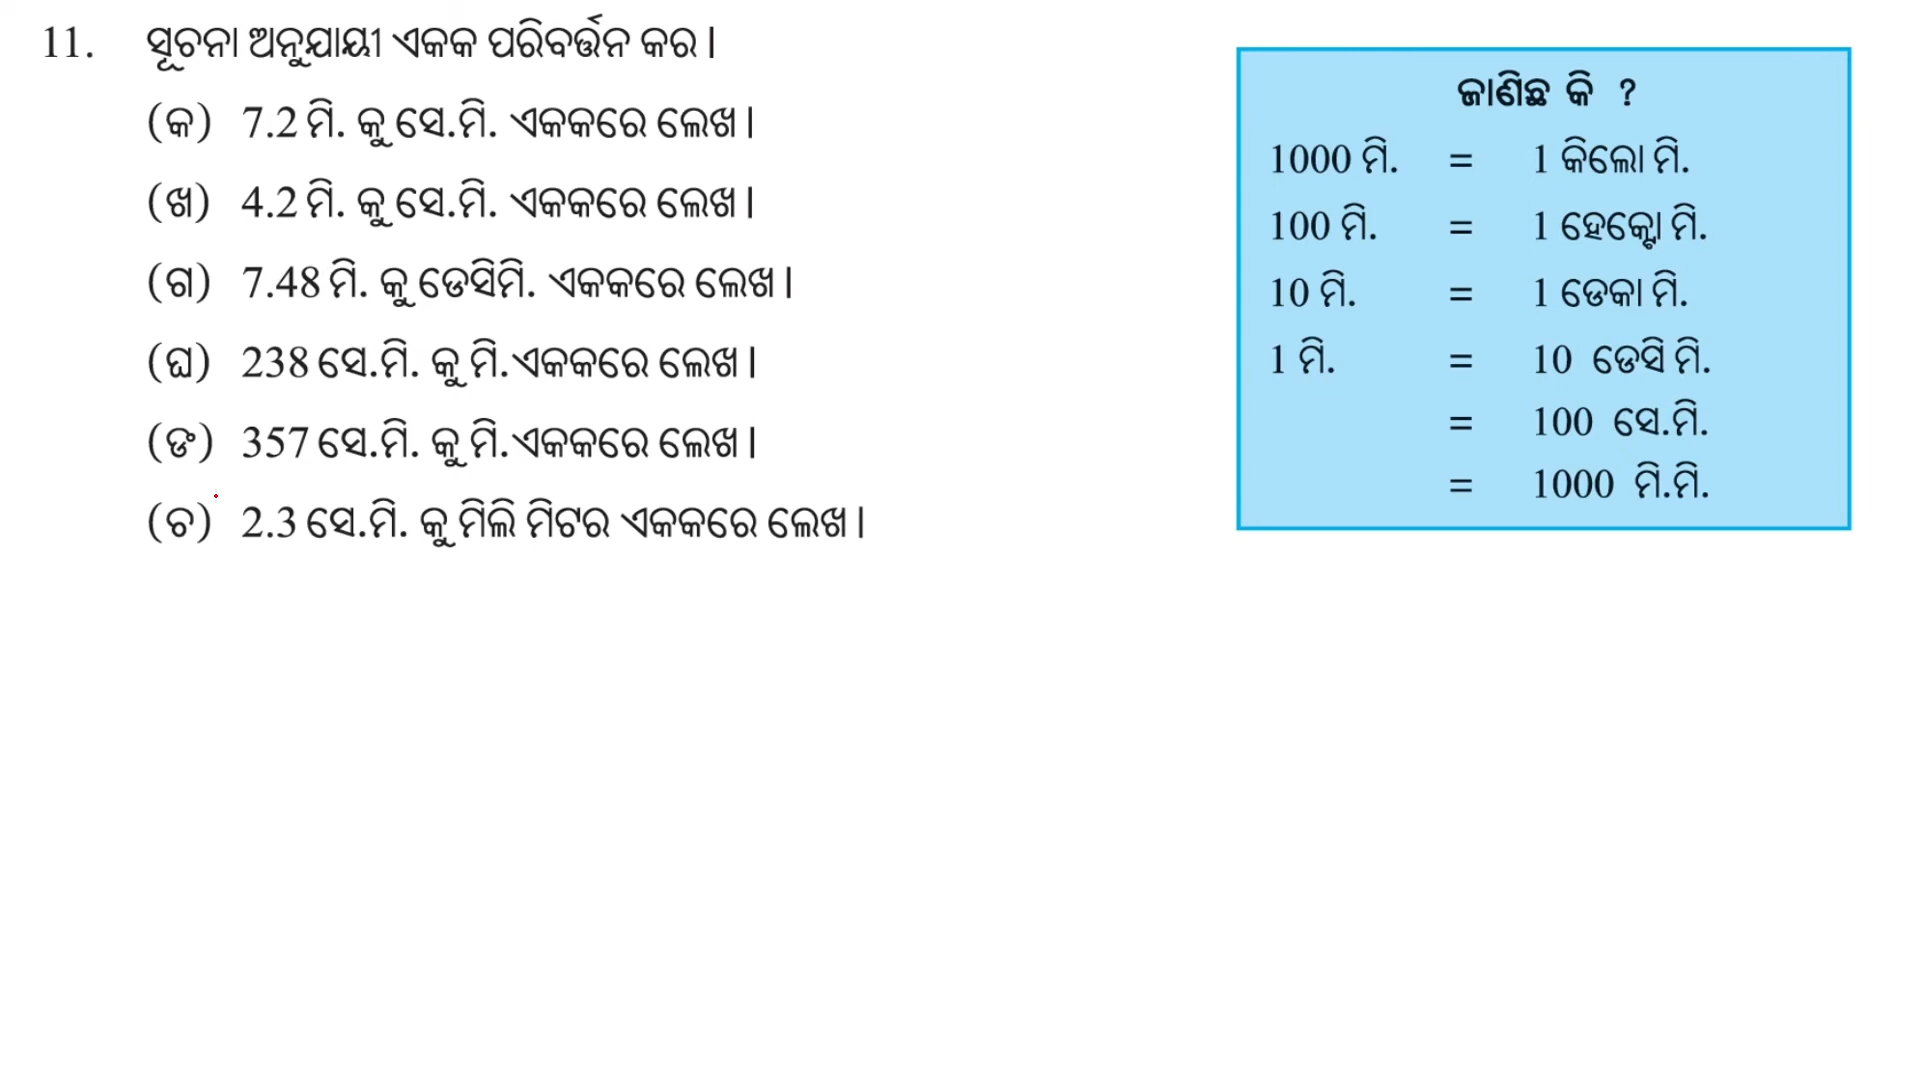 11. ସୂଚନା ଅନୁଯାୟୀ ଏକକ ପରିବର୍ତ୍ତନ କର ।
(କ) 7.2 ମି. କୁ ସେ.ମି. ଏକକରେ ଲେଖ ।
(ଖ) 4.2 ମି. କୁ ସେ.ମି. ଏକକରେ ଲେଖ ।
(ଗ) 7.48 ମି. କୁ ଡେସିମି. ଏକକରେ ଲେଖ ।
(ଘ) 238 ସେ.ମି. କୁ ମି.ଏକକରେ ଲେଖ ।
(ଙ) 357 ସେ.ମି. କୁ ମି.ଏକକରେ ଲେଖ ।
(ଚ) 2.3 ସେ.ମି. କୁ ମିଲି ମିଟର ଏକକରେ ଲେଖ ।
ଜାଣିଛ କି ?
1000 ମି. = 1 କିଲୋ ମି.
100 ମି. = 1 ହେକ୍ଟୋ ମି.
10 ମି. = 1 ଡେକା ମି.
1 ମି. = 10 ଡେସି ମି.
= 100 ସେ.ମି.
= 1000 ମି.ମି.